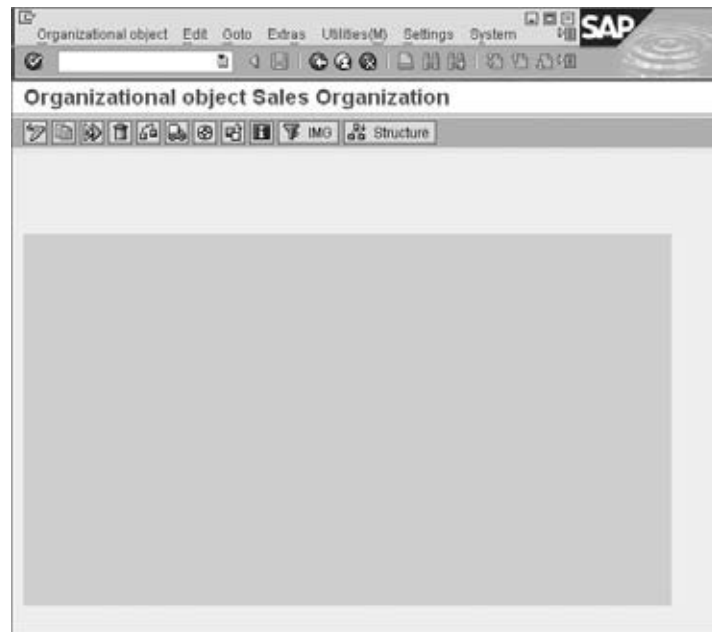 SAP
Organizational object Edit Goto Extras Utilities(M) Settings System
Organizational object Sales Organization
IMG Structure